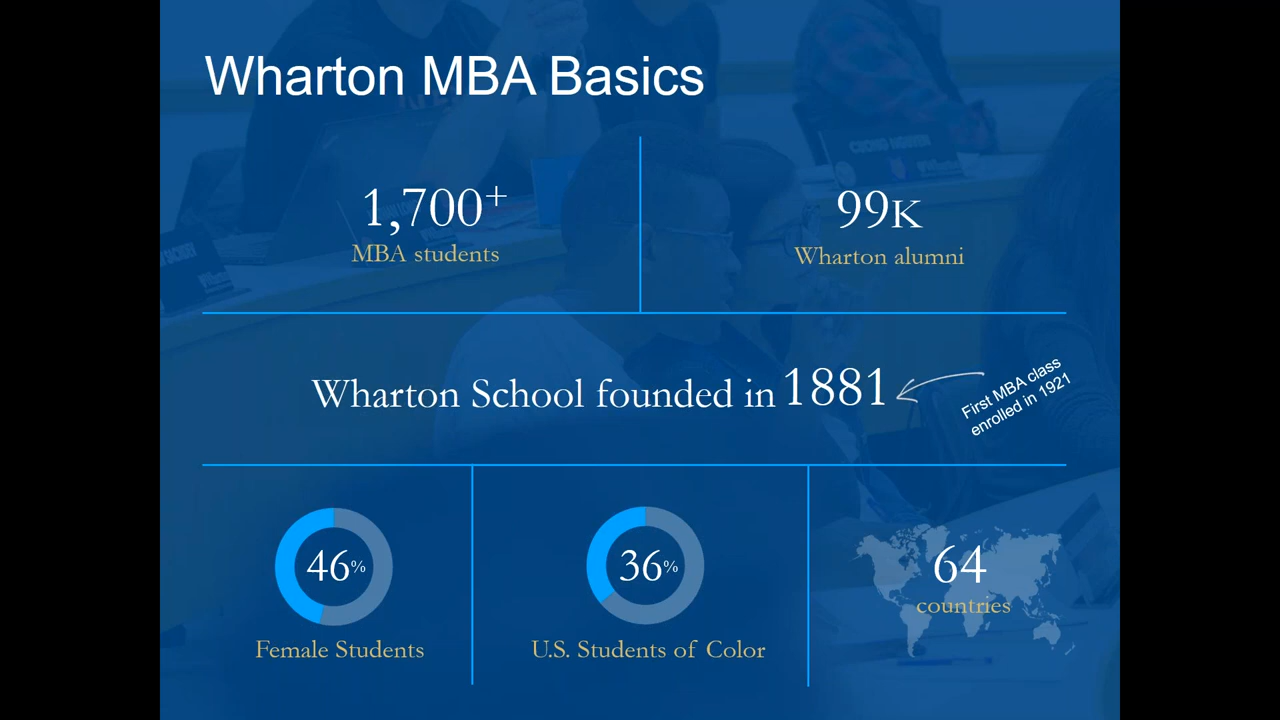 Wharton MBA Basics
1,700+
MBA students
99K
Wharton alumni
Wharton School founded in 1881
First MBA class
enrolled in 1921
46%
Female Students
36%
U.S. Students of Color
64
countries